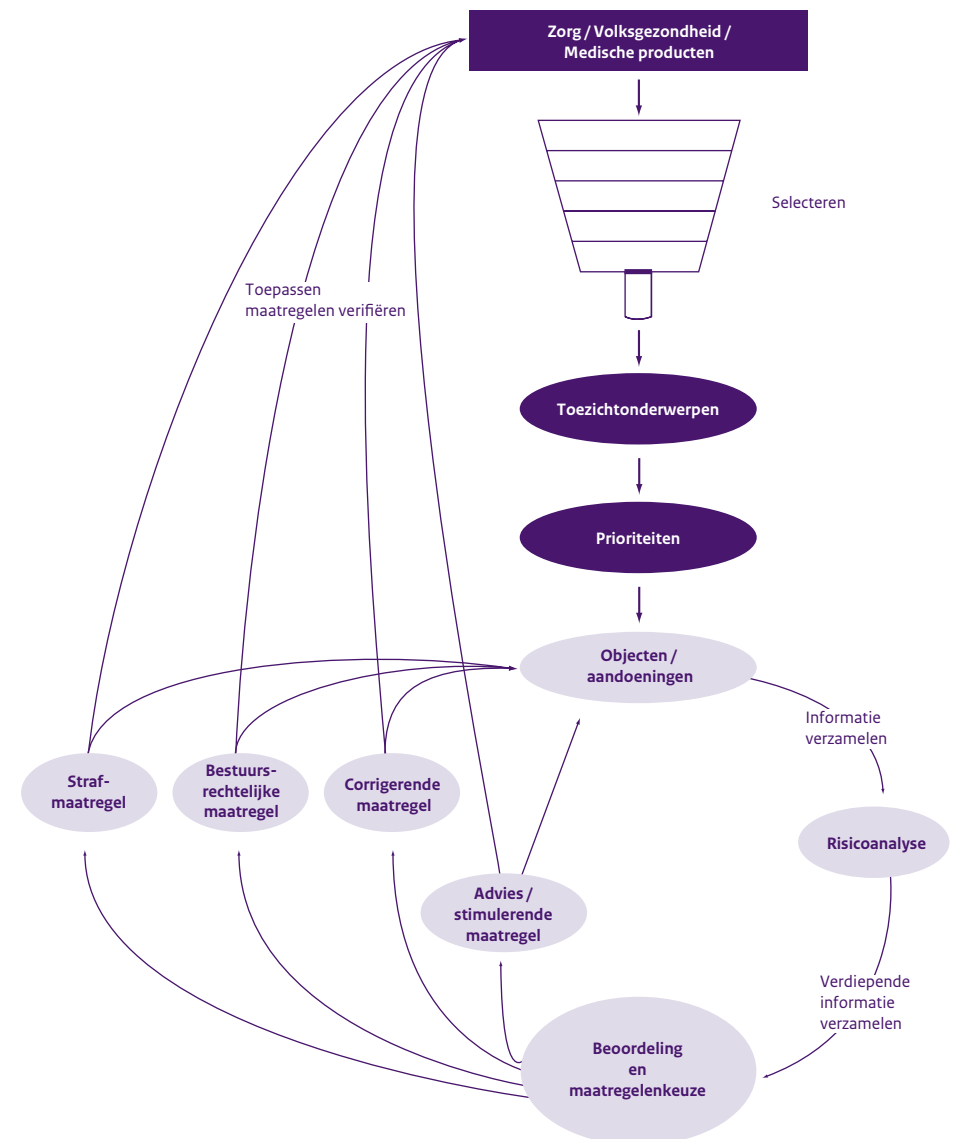 Zorg / Volksgezondheid /
Medische producten
Selecteren
Toepassen
maatregelen verifiëren
Toezichtonderwerpen
Prioriteiten
Objecten /
aandoeningen
Informatie
verzamelen
Straf-
maatregel
Bestuurs-
rechtelijke
maatregel
Corrigerende
maatregel
Risicoanalyse
Advies /
stimulerende
maatregel
Verdiepende
informatie
verzamelen
Beoordeling
en
maatregelenkeuze